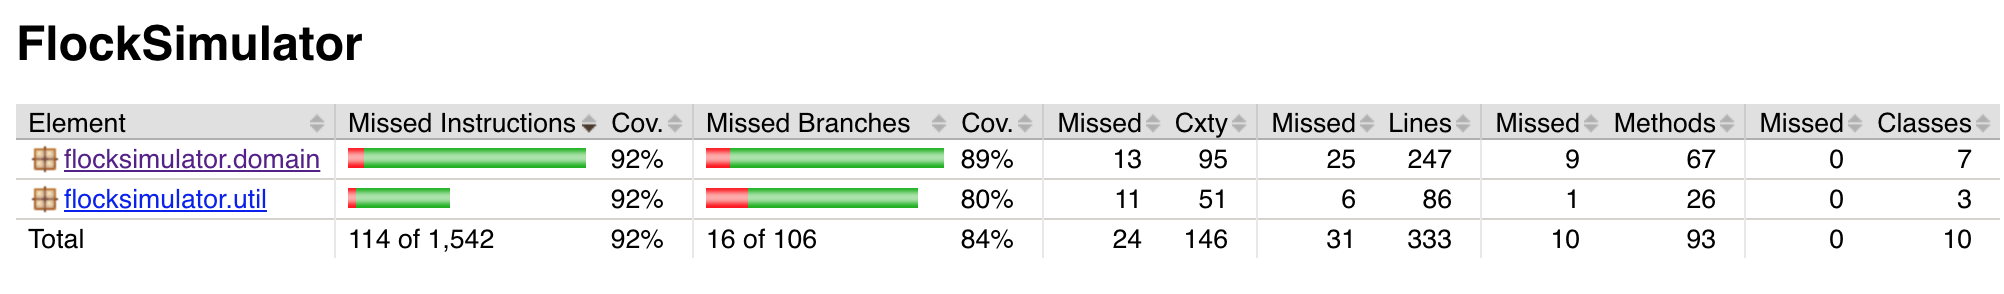 FlockSimulator
Element Missed Instructions Cov. Missed Branches Cov. Missed Cxty Missed Lines Missed Methods Missed Classes
flocksimulator.domain 92% 89% 13 95 25 247 9 67 0 7
flocksimulator.util 92% 80% 11 51 6 86 1 26 0 3
Total 114 of 1,542 92% 16 of 106 84% 24 146 31 333 10 93 0 10